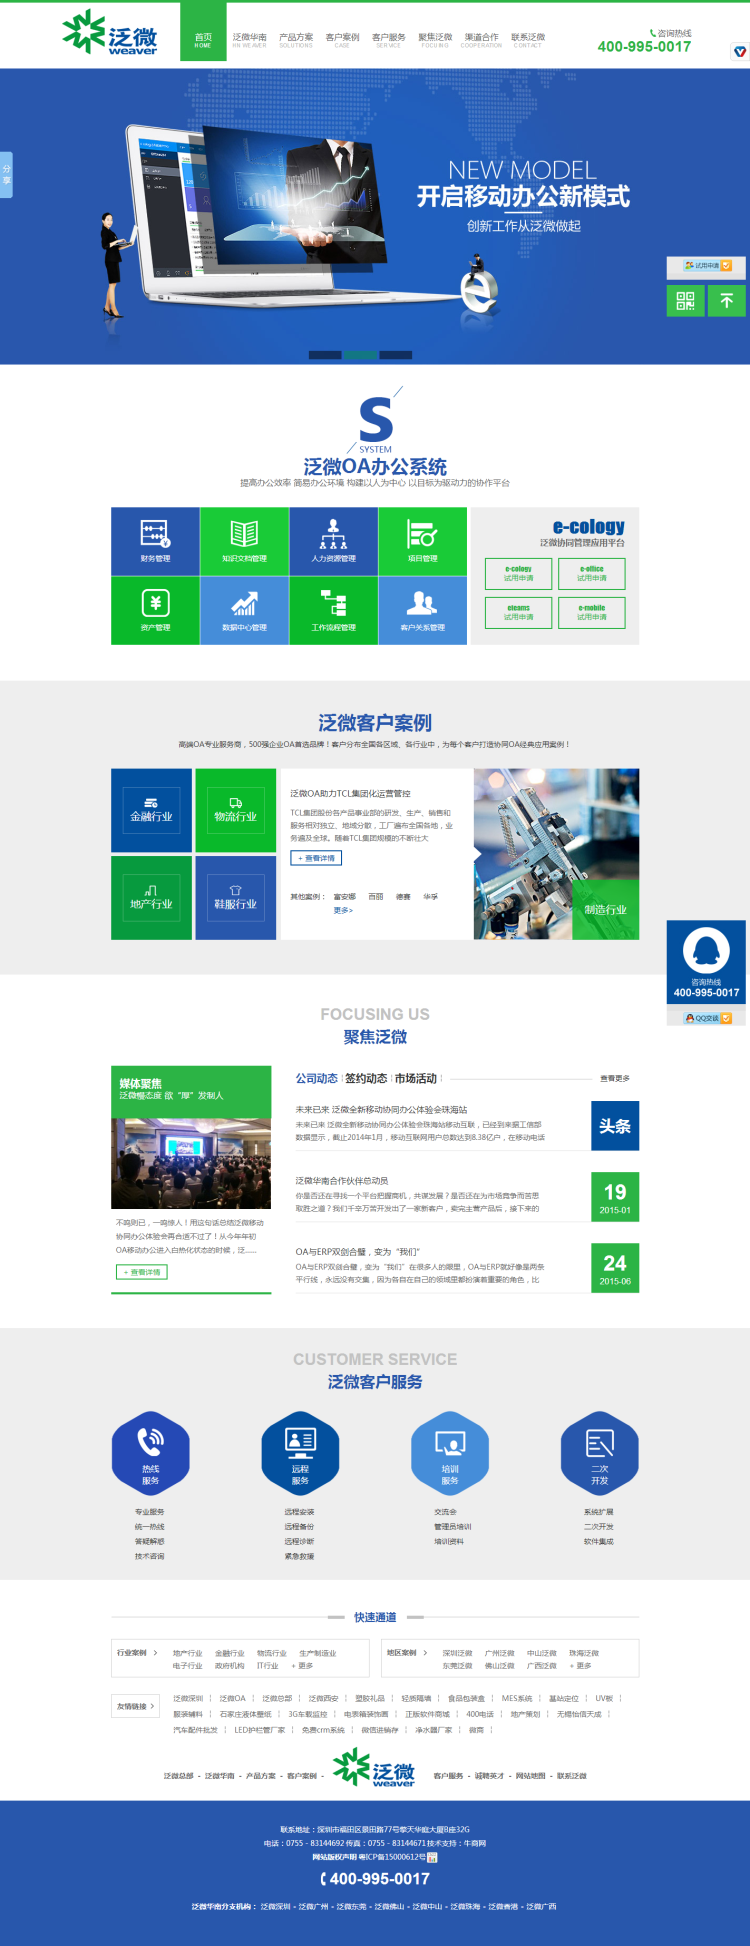 泛微
weaver
首页
HOME
泛微华南
HN WEAVER
产品方案
SOLUTIONS
客户案例
CASE
客户服务
SERVICE
聚焦泛微
FOCUING
渠道合作
COOPERATION
联系泛微
CONTACT
咨询热线
400-995-0017
分享
NEW MODEL
开启移动办公新模式
创新工作从泛微做起
试用申请
S
SYSTEM
泛微OA办公系统
提高办公效率 简易办公环境 构建以人为中心 以目标为驱动力的协作平台
财务管理
知识文档管理
人力资源管理
项目管理
资产管理
数据中心管理
工作流程管理
客户关系管理
e-cology
泛微协同管理应用平台
e-cology
试用申请
e-office
试用申请
eteams
试用申请
e-mobile
试用申请
泛微客户案例
高端OA专业服务商，500强企业OA首选品牌！客户分布全国各区域、各行业中，为每个客户打造协同OA经典应用案例！
金融行业
物流行业
地产行业
鞋服行业
泛微OA助力TCL集团化运营管控
TCL集团股份各产品事业部的研发、生产、销售和
服务相对独立、地域分散，工厂遍布全国各地，业
务遍及全球。随着TCL集团规模的不断壮大
+ 查看详情
其他案例： 富安娜 百丽 德赛 华孚
更多>
制造行业
咨询热线
400-995-0017
QQ交谈
FOCUSING US
聚焦泛微
媒体聚焦
泛微慢态度 欲“厚”发制人
不鸣则已，一鸣惊人！用这句话总结泛微移动
协同办公体验会再合适不过了！从今年年初
OA移动办公进入白热化状态的时候，泛......
+ 查看详情
公司动态 签约动态 市场活动
查看更多
未来已来 泛微全新移动协同办公体验会珠海站
未来已来 泛微全新移动协同办公体验会珠海站移动互联，已经到来据工信部
数据显示，截止2014年1月，移动互联网用户总数达到8.38亿户，在移动电话
头条
泛微华南合作伙伴总动员
你是否还在寻找一个平台把握商机，共谋发展？是否还在为市场竞争而苦思
取胜之道？我们千辛万苦开发出了一家新客户，卖完主营产品后，接下来的
19
2015-01
OA与ERP双剑合璧，变为“我们”
OA与ERP双剑合璧，变为“我们”在很多人的眼里，OA与ERP就好像是两条
平行线，永远没有交集，因为各自在自己的领域里都扮演着重要的角色，比
24
2015-06
CUSTOMER SERVICE
泛微客户服务
热线
服务
远程
服务
培训
服务
二次
开发
专业服务
统一热线
答疑解惑
技术咨询
远程安装
远程备份
远程诊断
紧急救援
交流会
管理员培训
培训资料
系统扩展
二次开发
软件集成
快速通道
行业案例 >
地产行业 金融行业 物流行业 生产制造业
电子行业 政府机构 IT行业 + 更多
地区案例 >
深圳泛微 广州泛微 中山泛微 珠海泛微
东莞泛微 佛山泛微 广西泛微 + 更多
友情链接 >
泛微深圳 | 泛微OA | 泛微总部 | 泛微西安 | 塑胶礼品 | 轻质隔墙 | 食品包装盒 | MES系统 | 基站定位 | UV板 |
服装辅料 | 石家庄液体壁纸 | 3G车载监控 | 电表箱装饰画 | 正版软件商城 | 400电话 | 地产策划 | 无锡怡信天成 |
汽车配件批发 | LED护栏管厂家 | 免费crm系统 | 微信进销存 | 净水器厂家 | 微商 |
泛微总部 - 泛微华南 - 产品方案 - 客户案例 -
泛微
weaver
客户服务 - 诚聘英才 - 网站地图 - 联系泛微
联系地址：深圳市福田区景田路77号擎天华庭大厦B座32G
电话：0755 - 83144692 传真：0755 - 83144671 技术支持：牛商网
网站版权声明 粤ICP备15000612号
400-995-0017
泛微华南分支机构： 泛微深圳 - 泛微广州 - 泛微东莞 - 泛微佛山 - 泛微中山 - 泛微珠海 - 泛微香港 - 泛微广西